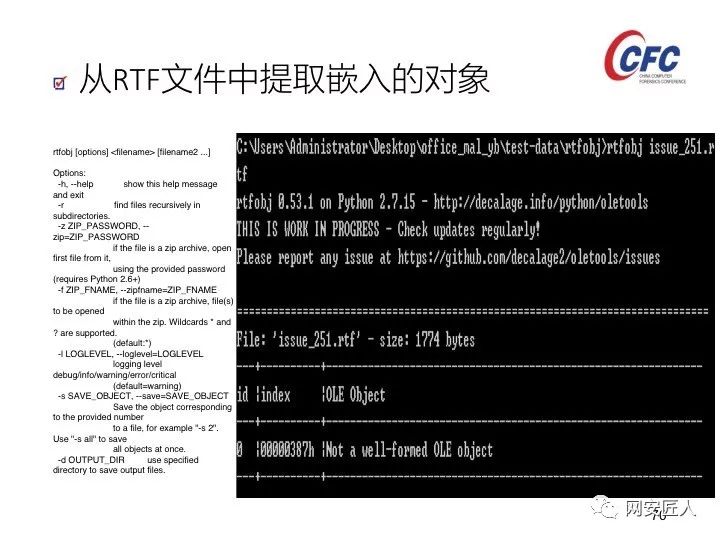 从RTF文件中提取嵌入的对象
CFC
CHINA COMPUTER
FORENSICS CONFERENCE
rtfobj [options] <filename> [filename2 ...]
Options:
-h, --help show this help message
and exit
-r find files recursively in
subdirectories.
-z ZIP_PASSWORD, --
zip=ZIP_PASSWORD
if the file is a zip archive, open
first file from it,
using the provided password
(requires Python 2.6+)
-f ZIP_FNAME, --zipfname=ZIP_FNAME
if the file is a zip archive, file(s)
to be opened
within the zip. Wildcards * and
? are supported.
(default:*)
-l LOGLEVEL, --loglevel=LOGLEVEL
logging level
debug/info/warning/error/critical
(default=warning)
-s SAVE_OBJECT, --save=SAVE_OBJECT
Save the object corresponding
to the provided number
to a file, for example "-s 2".
Use "-s all" to save
all objects at once.
-d OUTPUT_DIR use specified
directory to save output files.
C:\Users\Administrator\Desktop\office_mal_yb\test-data\rtfobj>rtfobj issue_251.r
tf
rtfobj 0.53.1 on Python 2.7.15 - http://decalage.info/python/oletools
THIS IS WORK IN PROGRESS - Check updates regularly!
Please report any issue at https://github.com/decalage2/oletools/issues
===============================================================================
File: 'issue_251.rtf' - size: 1774 bytes
---+----------+---------------------------------------------------------------
id |index |OLE Object
---+----------+---------------------------------------------------------------
0 |00000387h |Not a well-formed OLE object
---+----------+---------------------------------------------------------------
网安匠人
70